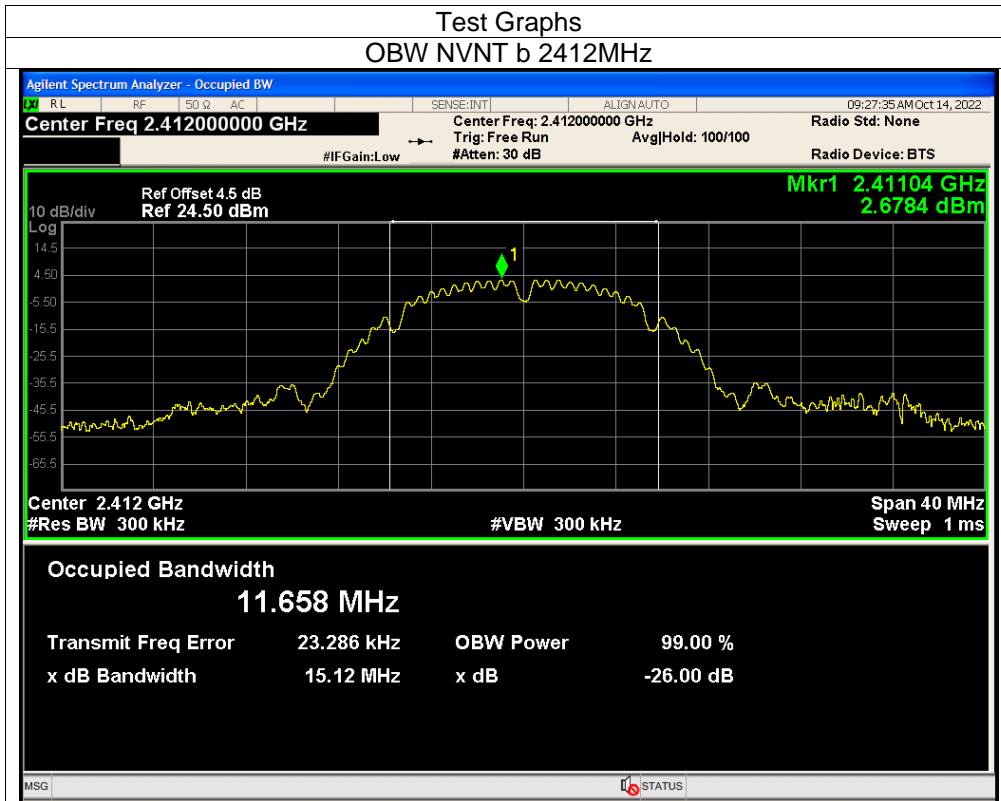 Test Graphs
OBW NVNT b 2412MHz
Agilent Spectrum Analyzer - Occupied BW
LXI RL RF 50 Ω AC SENSE:INT ALIGN AUTO 09:27:35 AM Oct 14, 2022
Center Freq 2.412000000 GHz Center Freq: 2.412000000 GHz Radio Std: None
Trig: Free Run Avg|Hold: 100/100
#IFGain:Low #Atten: 30 dB Radio Device: BTS
Mkr1 2.41104 GHz
Ref Offset 4.5 dB
10 dB/div Ref 24.50 dBm 2.6784 dBm
Log
14.5
1
4.50
-5.50
-15.5
-25.5
-35.5
-45.5
-55.5
-65.5
Center 2.412 GHz Span 40 MHz
#Res BW 300 kHz #VBW 300 kHz Sweep 1 ms
Occupied Bandwidth
11.658 MHz
Transmit Freq Error 23.286 kHz OBW Power 99.00 %
x dB Bandwidth 15.12 MHz x dB -26.00 dB
MSG STATUS